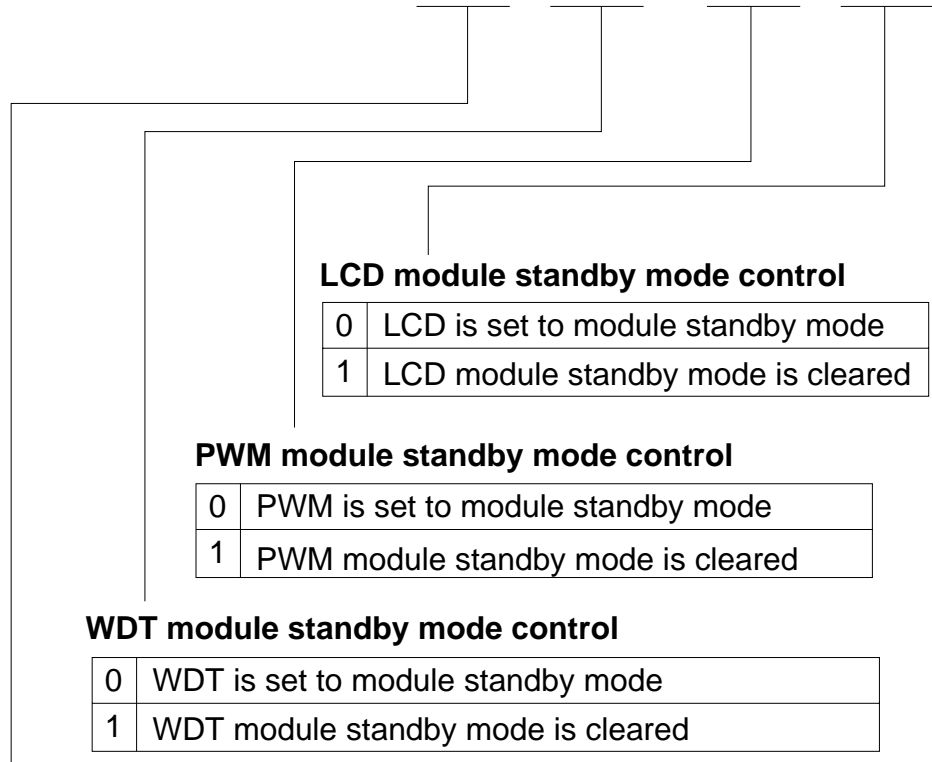 LCD module standby mode control
0 LCD is set to module standby mode
1 LCD module standby mode is cleared
PWM module standby mode control
0 PWM is set to module standby mode
1 PWM module standby mode is cleared
WDT module standby mode control
0 WDT is set to module standby mode
1 WDT module standby mode is cleared